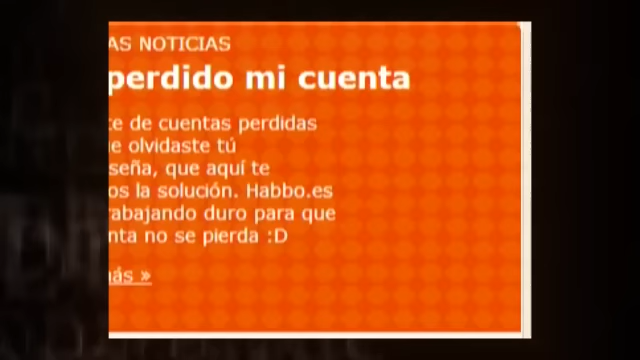 AS NOTICIAS
perdido mi cuenta
te de cuentas perdidas
ue olvidaste tú
seña, que aquí te
os la solución. Habbo.es
rabajando duro para que
nta no se pierda :D
ás »